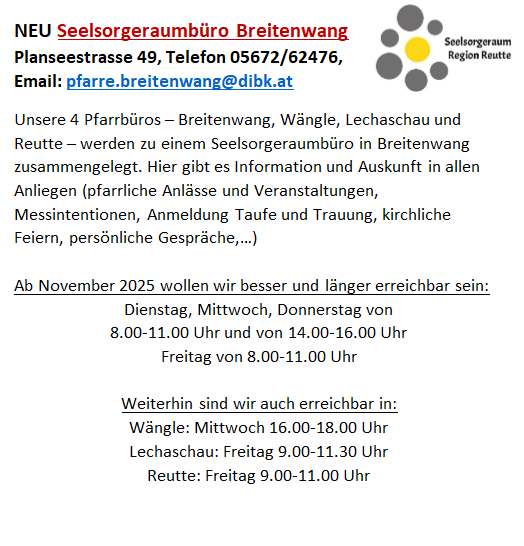 NEU Seelsorgeraumbüro Breitenwang
Planseestrasse 49, Telefon 05672/62476,
Email: pfarre.breitenwang@dibk.at
Seelsorgeraum
Region Reutte
Unsere 4 Pfarrbüros – Breitenwang, Wängle, Lechaschau und
Reutte – werden zu einem Seelsorgeraumbüro in Breitenwang
zusammengelegt. Hier gibt es Information und Auskunft in allen
Anliegen (pfarrliche Anlässe und Veranstaltungen,
Messintentionen, Anmeldung Taufe und Trauung, kirchliche
Feiern, persönliche Gespräche,…)
Ab November 2025 wollen wir besser und länger erreichbar sein:
Dienstag, Mittwoch, Donnerstag von
8.00-11.00 Uhr und von 14.00-16.00 Uhr
Freitag von 8.00-11.00 Uhr
Weiterhin sind wir auch erreichbar in:
Wängle: Mittwoch 16.00-18.00 Uhr
Lechaschau: Freitag 9.00-11.30 Uhr
Reutte: Freitag 9.00-11.00 Uhr